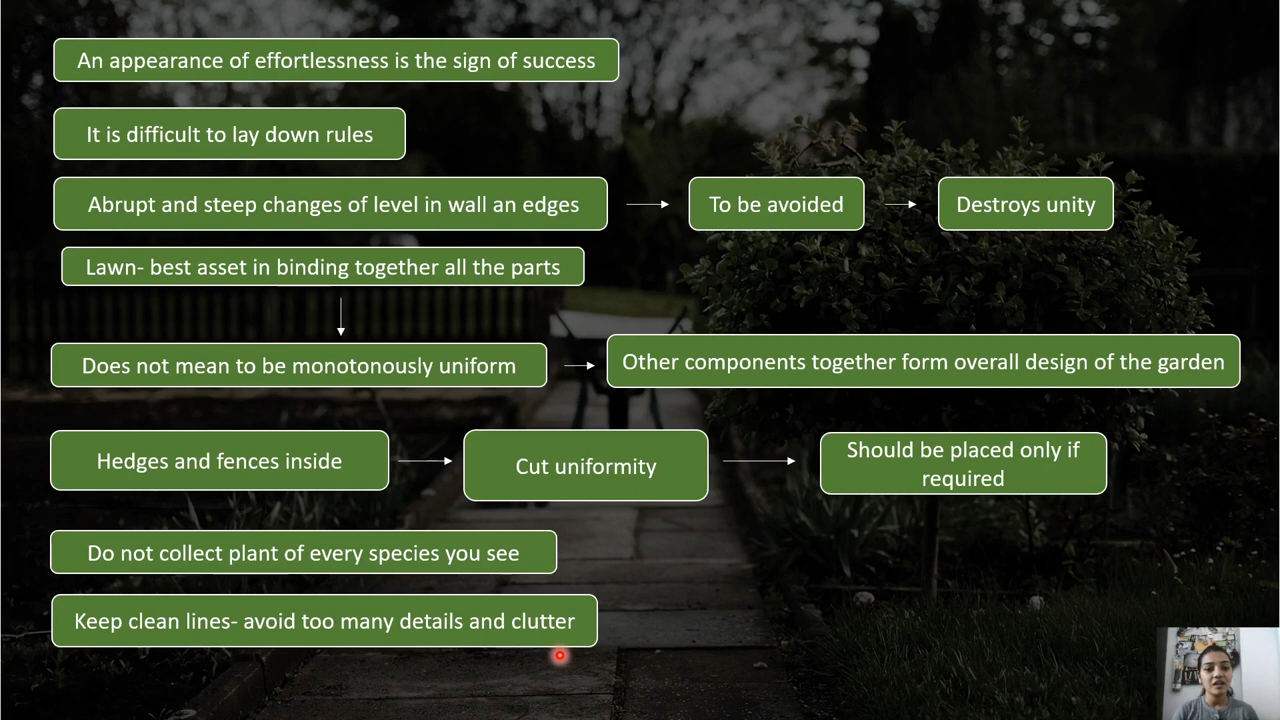 An appearance of effortlessness is the sign of success
It is difficult to lay down rules
Abrupt and steep changes of level in wall an edges
To be avoided
Destroys unity
Lawn- best asset in binding together all the parts
Does not mean to be monotonously uniform
Other components together form overall design of the garden
Hedges and fences inside
Cut uniformity
Should be placed only if
required
Do not collect plant of every species you see
Keep clean lines- avoid too many details and clutter